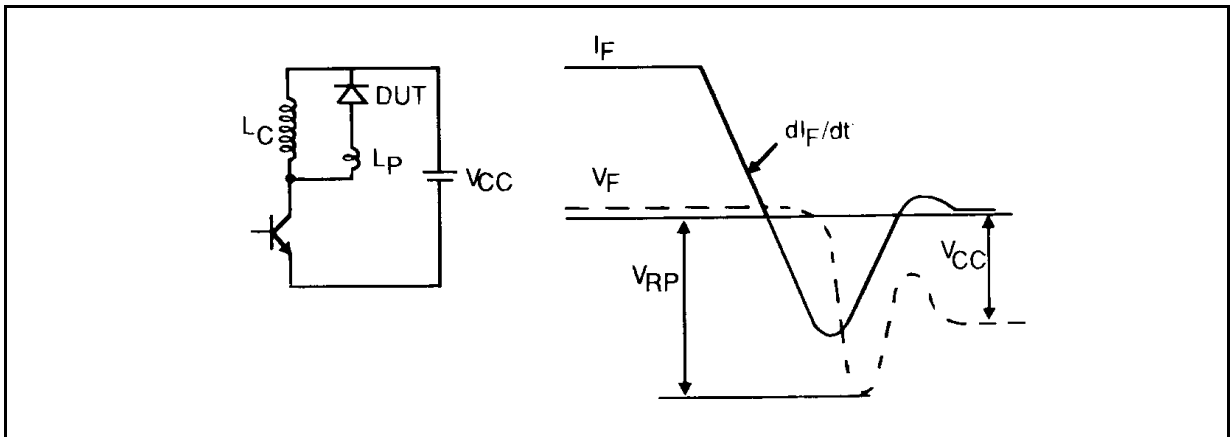 DUT
LC
LP
VCC
IF
dIF/dt
VF
VRP
VCC